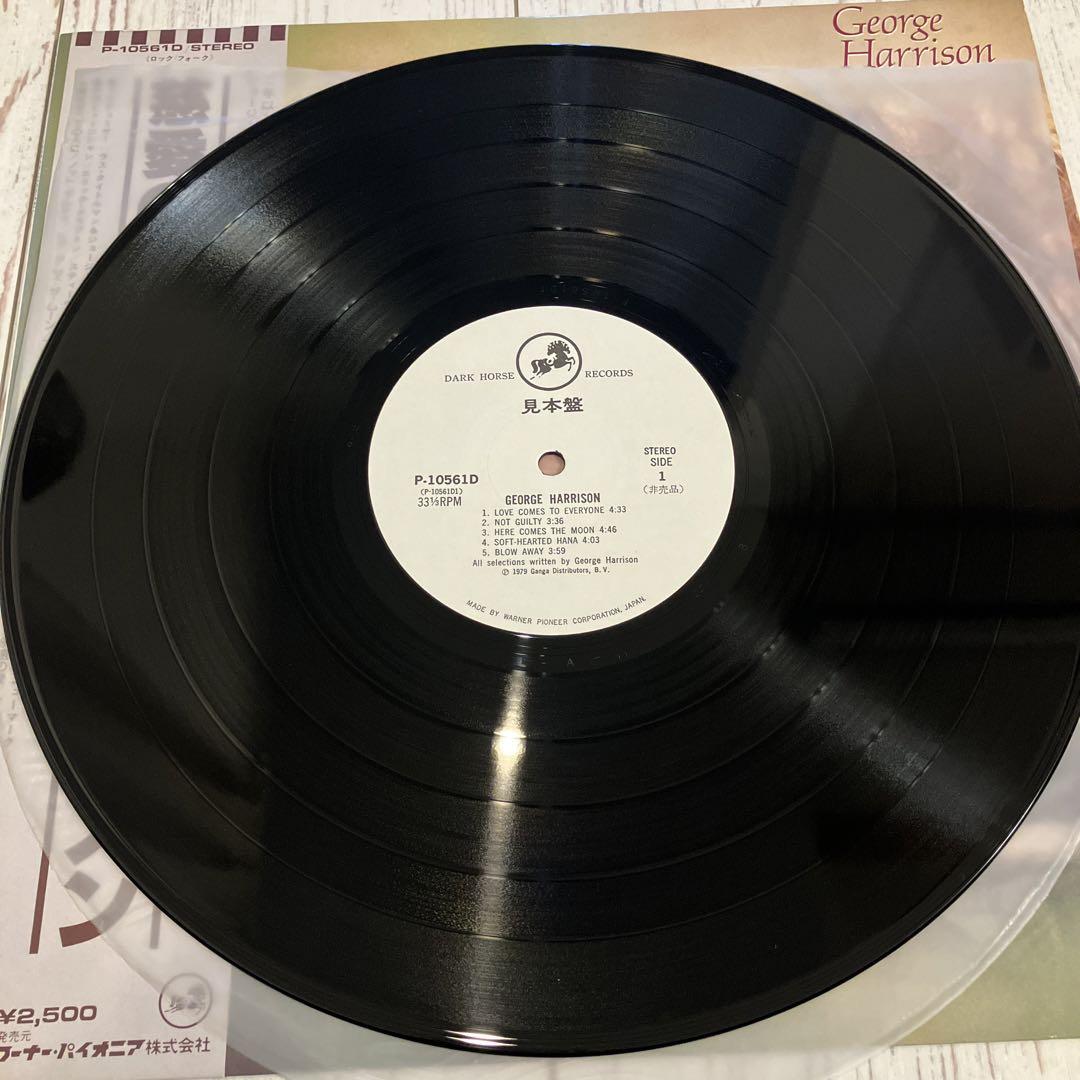 P-10561D/STEREO
(ロック/フォーク)
George
Harrison
DARK HORSE RECORDS
見本盤
P-10561D
(P-10561D1)
33⅓RPM
STEREO
SIDE
1
(非売品)
GEORGE HARRISON
1. LOVE COMES TO EVERYONE 4:33
2. NOT GUILTY 3:36
3. HERE COMES THE MOON 4:46
4. SOFT-HEARTED HANA 4:03
5. BLOW AWAY 3:59
All selections written by George Harrison
Ⓟ 1979 Ganga Distributors, B. V.
MADE BY WARNER PIONEER CORPORATION, JAPAN.
¥2,500
発売元
ワーナー・パイオニア株式会社